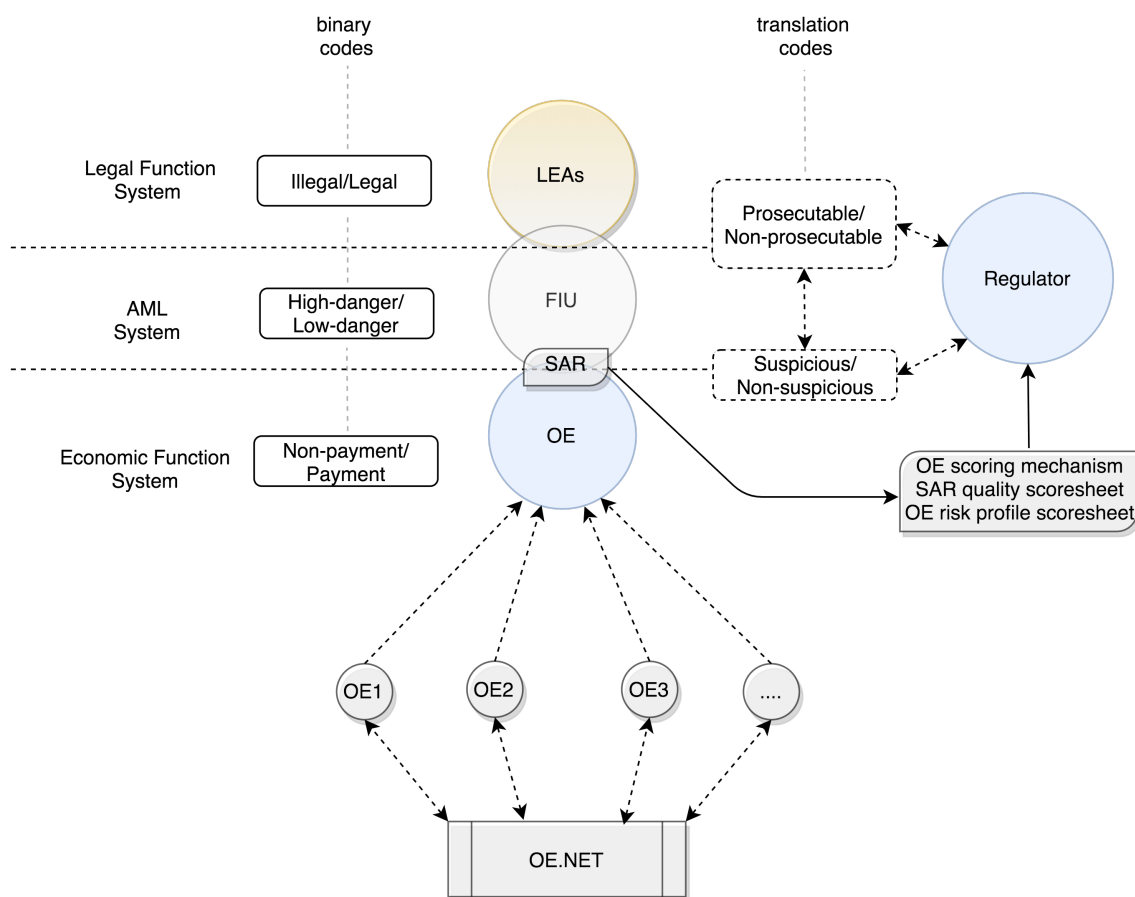 binary
codes
translation
codes
Legal Function
System
Illegal/Legal
LEAs
Prosecutable/
Non-prosecutable
Regulator
AML
System
High-danger/
Low-danger
FIU
SAR
Suspicious/
Non-suspicious
Economic Function
System
Non-payment/
Payment
OE
OE scoring mechanism
SAR quality scoresheet
OE risk profile scoresheet
OE1
OE2
OE3
....
OE.NET